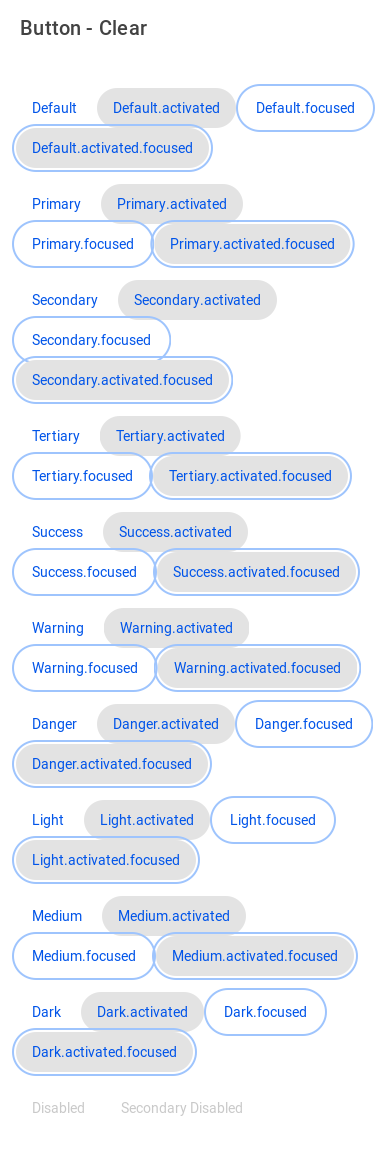 Button - Clear
Default Default.activated Default.focused
Default.activated.focused
Primary Primary.activated
Primary.focused Primary.activated.focused
Secondary Secondary.activated
Secondary.focused
Secondary.activated.focused
Tertiary Tertiary.activated
Tertiary.focused Tertiary.activated.focused
Success Success.activated
Success.focused Success.activated.focused
Warning Warning.activated
Warning.focused Warning.activated.focused
Danger Danger.activated Danger.focused
Danger.activated.focused
Light Light.activated Light.focused
Light.activated.focused
Medium Medium.activated
Medium.focused Medium.activated.focused
Dark Dark.activated Dark.focused
Dark.activated.focused
Disabled Secondary Disabled